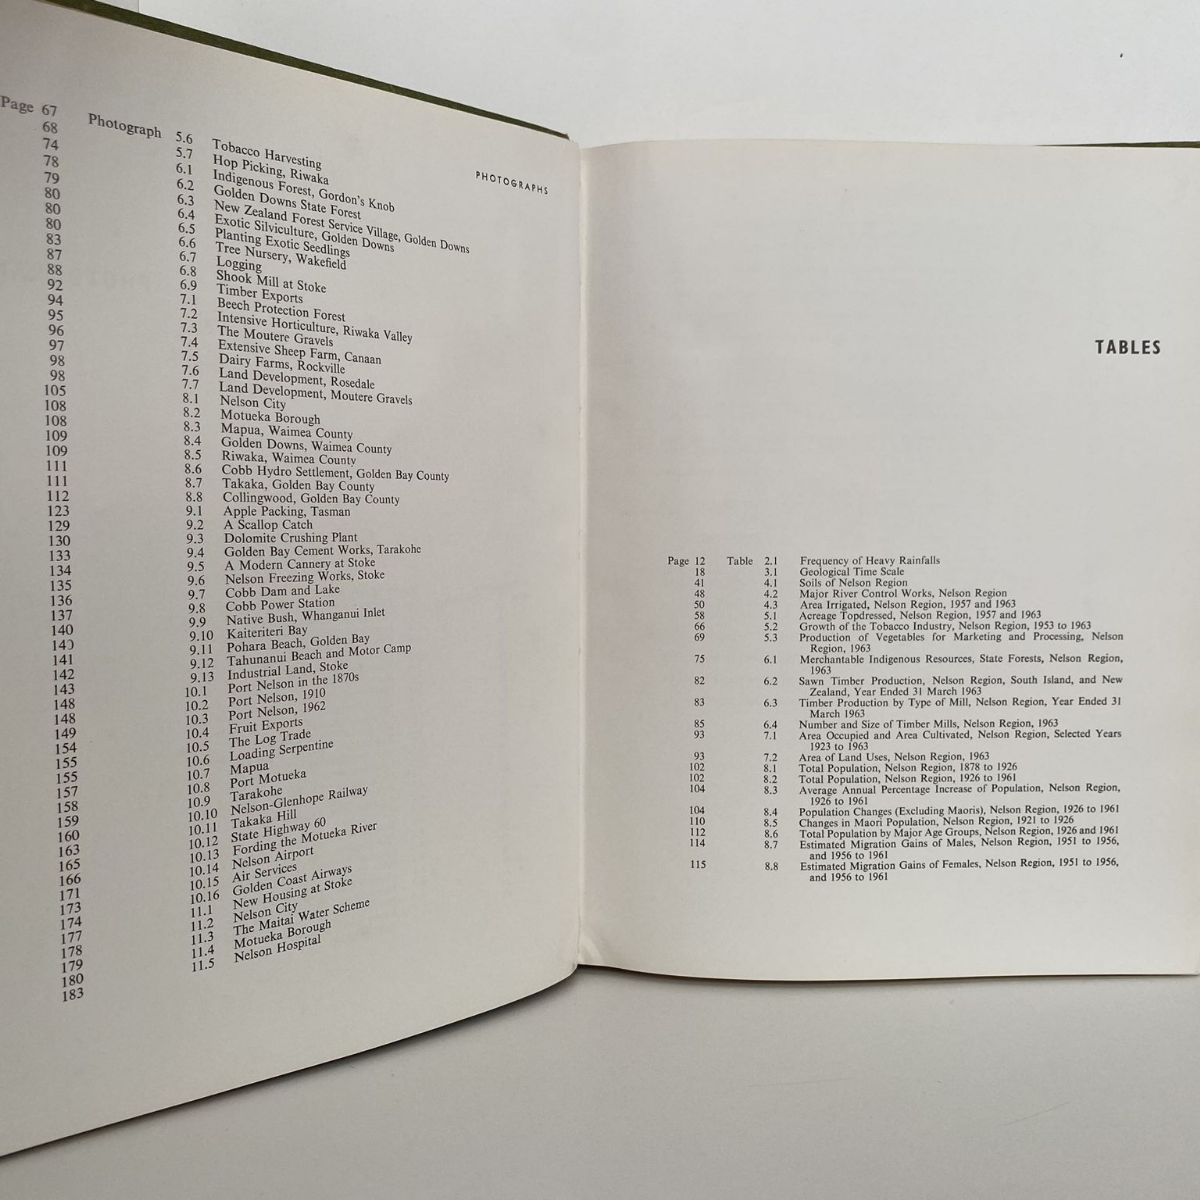 PHOTOGRAPHS
Page 67 Photograph 5.6 Tobacco Harvesting
68 5.7 Hop Picking, Riwaka
74 6.1 Indigenous Forest, Gordon's Knob
78 6.2 Golden Downs State Forest
79 6.3 New Zealand Forest Service Village, Golden Downs
80 6.4 Exotic Silviculture, Golden Downs
80 6.5 Planting Exotic Seedlings
80 6.6 Tree Nursery, Wakefield
83 6.7 Logging
87 6.8 Shook Mill at Stoke
88 6.9 Timber Exports
92 7.1 Beech Protection Forest
94 7.2 Intensive Horticulture, Riwaka Valley
95 7.3 The Moutere Gravels
96 7.4 Extensive Sheep Farm, Canaan
97 7.5 Dairy Farms, Rockville
98 7.6 Land Development, Rosedale
98 7.7 Land Development, Moutere Gravels
105 8.1 Nelson City
108 8.2 Motueka Borough
108 8.3 Mapua, Waimea County
109 8.4 Golden Downs, Waimea County
109 8.5 Riwaka, Waimea County
111 8.6 Cobb Hydro Settlement, Golden Bay County
111 8.7 Takaka, Golden Bay County
112 8.8 Collingwood, Golden Bay County
123 9.1 Apple Packing, Tasman
129 9.2 A Scallop Catch
130 9.3 Dolomite Crushing Plant
133 9.4 Golden Bay Cement Works, Tarakohe
134 9.5 A Modern Cannery at Stoke
135 9.6 Nelson Freezing Works, Stoke
136 9.7 Cobb Dam and Lake
137 9.8 Cobb Power Station
140 9.9 Native Bush, Whanganui Inlet
140 9.10 Kaiteriteri Bay
141 9.11 Pohara Beach, Golden Bay
142 9.12 Tahunanui Beach and Motor Camp
143 9.13 Industrial Land, Stoke
148 10.1 Port Nelson in the 1870s
148 10.2 Port Nelson, 1910
149 10.3 Port Nelson, 1962
154 10.4 Fruit Exports
155 10.5 The Log Trade
155 10.6 Loading Serpentine
157 10.7 Mapua
158 10.8 Port Motueka
159 10.9 Tarakohe
160 10.10 Nelson-Glenhope Railway
163 10.11 Takaka Hill
165 10.12 State Highway 60
166 10.13 Fording the Motueka River
171 10.14 Nelson Airport
173 10.15 Air Services
174 10.16 Golden Coast Airways
177 11.1 New Housing at Stoke
178 11.2 Nelson City
179 11.3 The Maitai Water Scheme
180 11.4 Motueka Borough
183 11.5 Nelson Hospital
TABLES
Page 12 Table 2.1 Frequency of Heavy Rainfalls
18 3.1 Geological Time Scale
41 4.1 Soils of Nelson Region
48 4.2 Major River Control Works, Nelson Region
50 4.3 Area Irrigated, Nelson Region, 1957 and 1963
58 5.1 Acreage Topdressed, Nelson Region, 1957 and 1963
66 5.2 Growth of the Tobacco Industry, Nelson Region, 1953 to 1963
69 5.3 Production of Vegetables for Marketing and Processing, Nelson
Region, 1963
75 6.1 Merchantable Indigenous Resources, State Forests, Nelson Region,
1963
82 6.2 Sawn Timber Production, Nelson Region, South Island, and New
Zealand, Year Ended 31 March 1963
83 6.3 Timber Production by Type of Mill, Nelson Region, Year Ended 31
March 1963
85 6.4 Number and Size of Timber Mills, Nelson Region, 1963
93 7.1 Area Occupied and Area Cultivated, Nelson Region, Selected Years
1923 to 1963
93 7.2 Area of Land Uses, Nelson Region, 1963
102 8.1 Total Population, Nelson Region, 1878 to 1926
102 8.2 Total Population, Nelson Region, 1926 to 1961
104 8.3 Average Annual Percentage Increase of Population, Nelson Region,
1926 to 1961
104 8.4 Population Changes (Excluding Maoris), Nelson Region, 1926 to 1961
110 8.5 Changes in Maori Population, Nelson Region, 1921 to 1926
112 8.6 Total Population by Major Age Groups, Nelson Region, 1926 and 1961
114 8.7 Estimated Migration Gains of Males, Nelson Region, 1951 to 1956,
and 1956 to 1961
115 8.8 Estimated Migration Gains of Females, Nelson Region, 1951 to 1956,
and 1956 to 1961